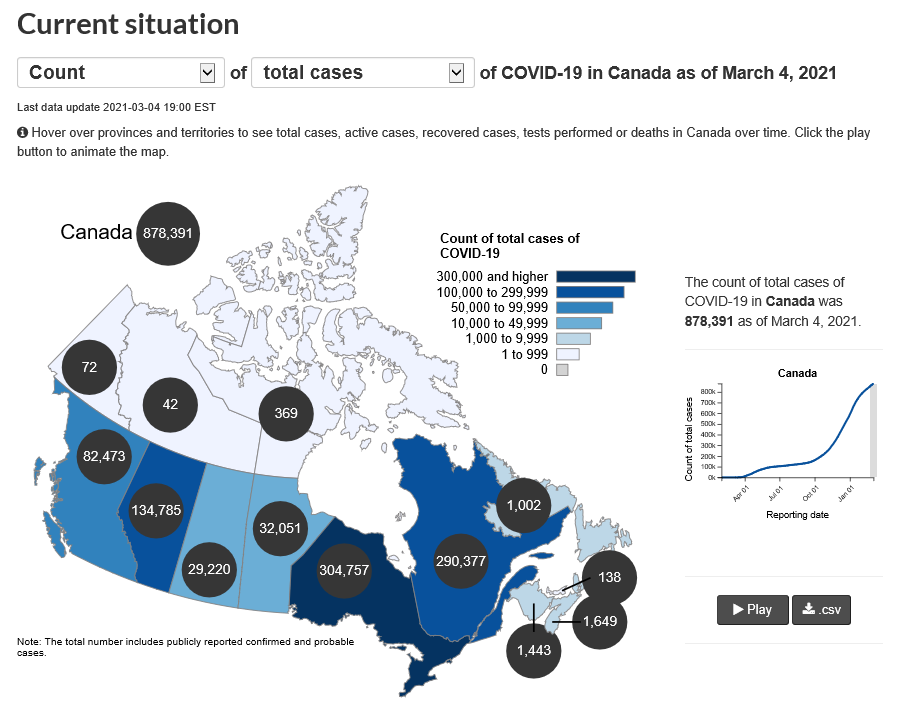 Current situation
Count of total cases of COVID-19 in Canada as of March 4, 2021
Last data update 2021-03-04 19:00 EST
Hover over provinces and territories to see total cases, active cases, recovered cases, tests performed or deaths in Canada over time. Click the play
button to animate the map.
Canada 878,391
Count of total cases of
COVID-19
300,000 and higher
100,000 to 299,999
50,000 to 99,999
10,000 to 49,999
1,000 to 9,999
1 to 999
0
72
42
369
82,473
134,785
29,220
32,051
304,757
290,377
1,002
138
1,649
1,443
Note: The total number includes publicly reported confirmed and probable
cases.
The count of total cases of
COVID-19 in Canada was
878,391 as of March 4, 2021.
Canada
Count of total cases
800k
700k
600k
500k
400k
300k
200k
100k
0k
Apr 01
Jul 01
Oct 01
Jan 01
Reporting date
Play
.csv